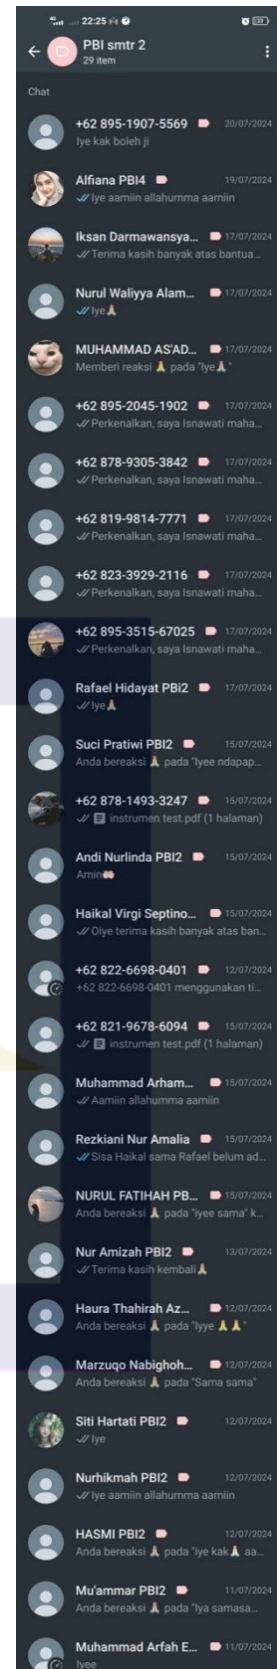 22:25
PBI smtr 2
29 item
Chat
+62 895-1907-5569 20/07/2024
Iye kak boleh ji
Alfiana PBI4 19/07/2024
Iye aamiin allahumma aamiin
Iksan Darmawansya... 17/07/2024
Terima kasih banyak atas bantua...
Nurul Waliyya Alam... 17/07/2024
Iye🙏
MUHAMMAD AS'AD... 17/07/2024
Memberi reaksi 🙏 pada "Iye🙏"
+62 895-2045-1902 17/07/2024
Perkenalkan, saya Isnawati maha...
+62 878-9305-3842 17/07/2024
Perkenalkan, saya Isnawati maha...
+62 819-9814-7771 17/07/2024
Perkenalkan, saya Isnawati maha...
+62 823-3929-2116 17/07/2024
Perkenalkan, saya Isnawati maha...
+62 895-3515-67025 17/07/2024
Perkenalkan, saya Isnawati maha...
Rafael Hidayat PBi2 17/07/2024
Iye🙏
Suci Pratiwi PBI2 15/07/2024
Anda bereaksi 🙏 pada "Iyee ndapap...
+62 878-1493-3247 15/07/2024
instrumen test.pdf (1 halaman)
Andi Nurlinda PBI2 15/07/2024
Amin🤲
Haikal Virgi Septino... 15/07/2024
Oiye terima kasih banyak atas ban...
+62 822-6698-0401 12/07/2024
+62 822-6698-0401 menggunakan ti...
+62 821-9678-6094 15/07/2024
instrumen test.pdf (1 halaman)
Muhammad Arham... 15/07/2024
Aamiin allahumma aamiin
Rezkiani Nur Amalia 15/07/2024
Sisa Haikal sama Rafael belum ad...
NURUL FATIHAH PB... 15/07/2024
Anda bereaksi 🙏 pada "iyee sama" k...
Nur Amizah PBI2 13/07/2024
Terima kasih kembali🙏
Haura Thahirah Az... 12/07/2024
Anda bereaksi 🙏 pada "Iyye 🙏🙏"
Marzuqo Nabighoh... 12/07/2024
Anda bereaksi 🙏 pada "Sama sama"
Siti Hartati PBI2 12/07/2024
Iye
Nurhikmah PBI2 12/07/2024
Iye aamiin allahumma aamiin
HASMI PBI2 12/07/2024
Anda bereaksi 🙏 pada "iye kak🙏 aa...
Mu'ammar PBI2 11/07/2024
Anda bereaksi 🙏 pada "Iya samasa...
Muhammad Arfah E... 11/07/2024
Iyee